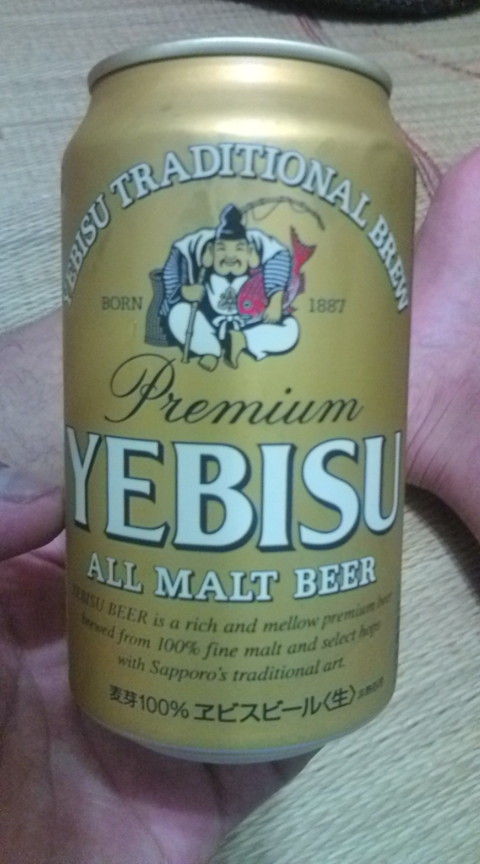 YEBISU TRADITIONAL BREW
BORN 1887
Premium
YEBISU
ALL MALT BEER
YEBISU BEER is a rich and mellow premium beer
brewed from 100% fine malt and select hops
with Sapporo's traditional art.
麦芽100% ヱビスビール〈生〉